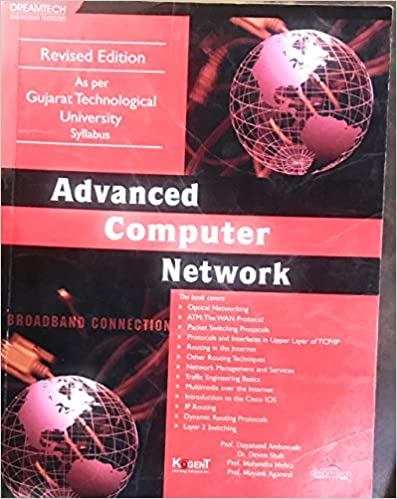 DREAMTECH
Revised Edition
As per
Gujarat Technological
University
Syllabus
Advanced
Computer
Network
BROADBAND CONNECTION
The book covers
» Optical Networking
» ATM: The WAN Protocol
» Packet Switching Protocols
» Protocols and Interfaces in Upper Layer of TCP/IP
» Routing in the Internet
» Other Routing Techniques
» Network Management and Services
» Traffic Engineering Basics
» Multimedia over the Internet
» Introduction to the Cisco IOS
» IP Routing
» Dynamic Routing Protocols
» Layer 2 Switching
Prof. Dayanand Ambawade
Dr. Deven Shah
Prof. Mahendra Mehra
Prof. Mayank Agarwal
KOGENT
Learning Solutions Inc.